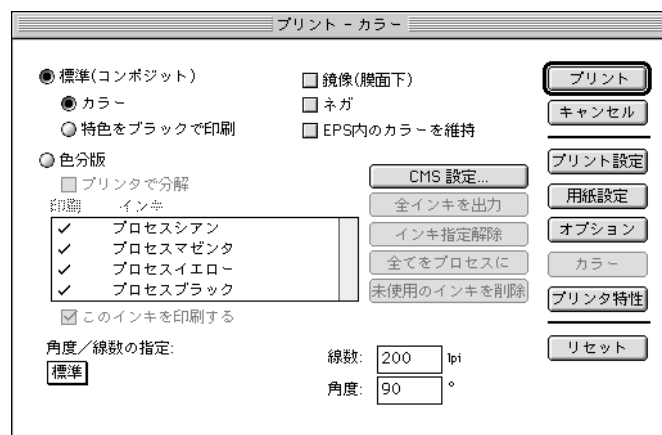 プリント - カラー
標準(コンポジット)
カラー
特色をブラックで印刷
色分版
プリンタで分解
印刷 インキ
✓ プロセスシアン
✓ プロセスマゼンタ
✓ プロセスイエロー
✓ プロセスブラック
このインキを印刷する
角度／線数の指定:
標準
鏡像(膜面下)
ネガ
EPS内のカラーを維持
CMS 設定...
全インキを出力
インキ指定解除
全てをプロセスに
未使用のインキを削除
線数: 200 lpi
角度: 90 °
プリント
キャンセル
プリント設定
用紙設定
オプション
カラー
プリンタ特性
リセット